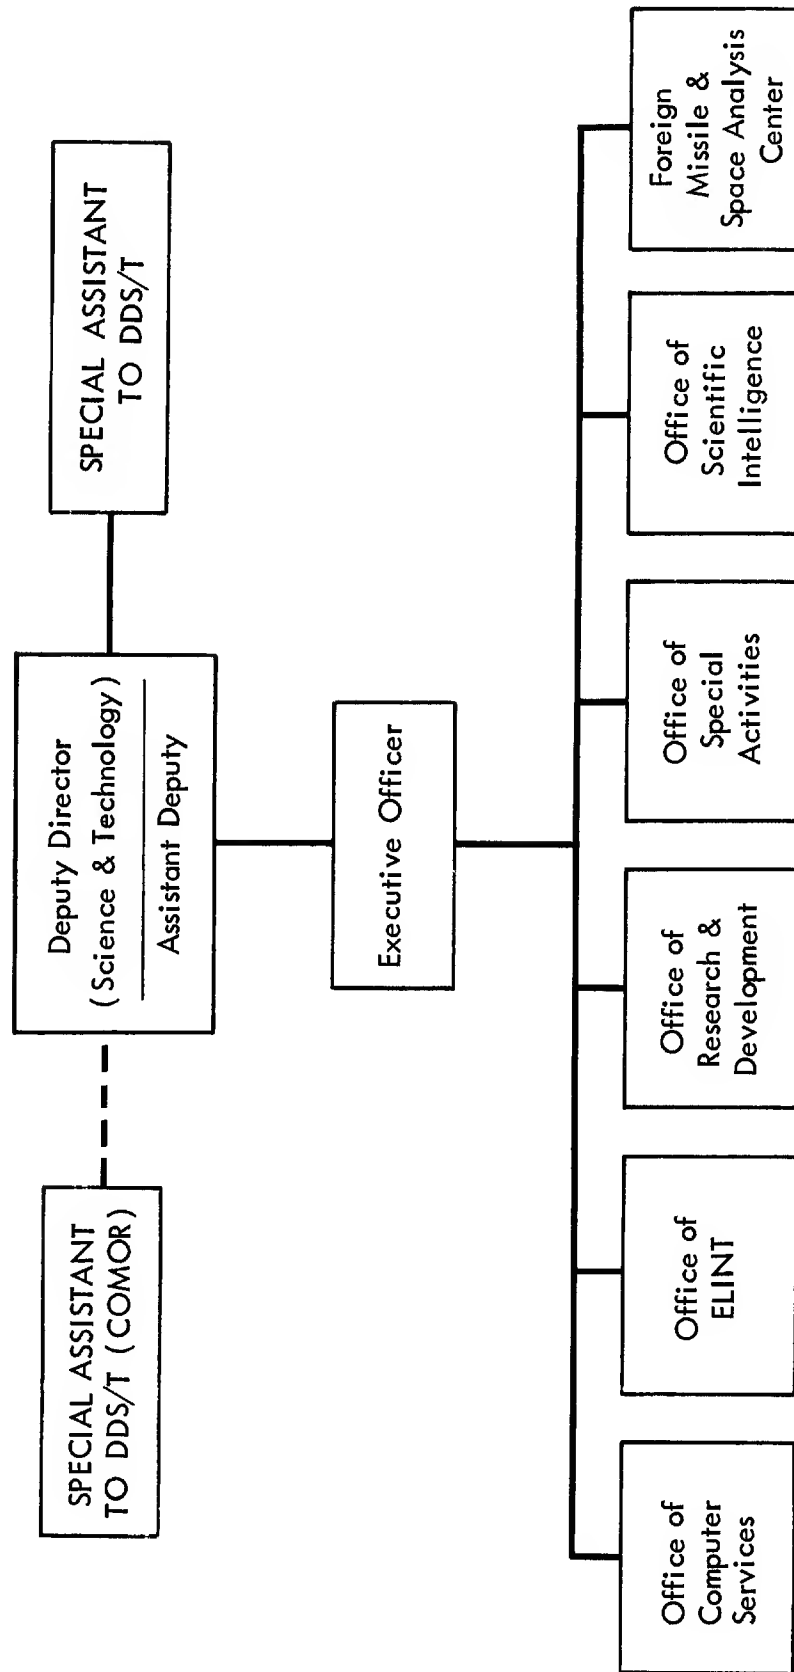 SPECIAL ASSISTANT
TO DDS/T (COMOR)
Deputy Director
(Science & Technology)
Assistant Deputy
SPECIAL ASSISTANT
TO DDS/T
Executive Officer
Office of
Computer
Services
Office of
ELINT
Office of
Research &
Development
Office of
Special
Activities
Office of
Scientific
Intelligence
Foreign
Missile &
Space Analysis
Center